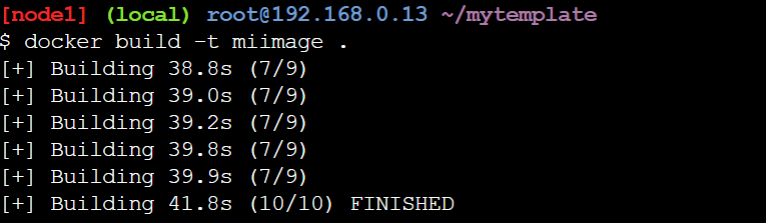 [node1] (local) root@192.168.0.13 ~/mytemplate
$ docker build -t miimage .
[+] Building 38.8s (7/9)
[+] Building 39.0s (7/9)
[+] Building 39.2s (7/9)
[+] Building 39.8s (7/9)
[+] Building 39.9s (7/9)
[+] Building 41.8s (10/10) FINISHED